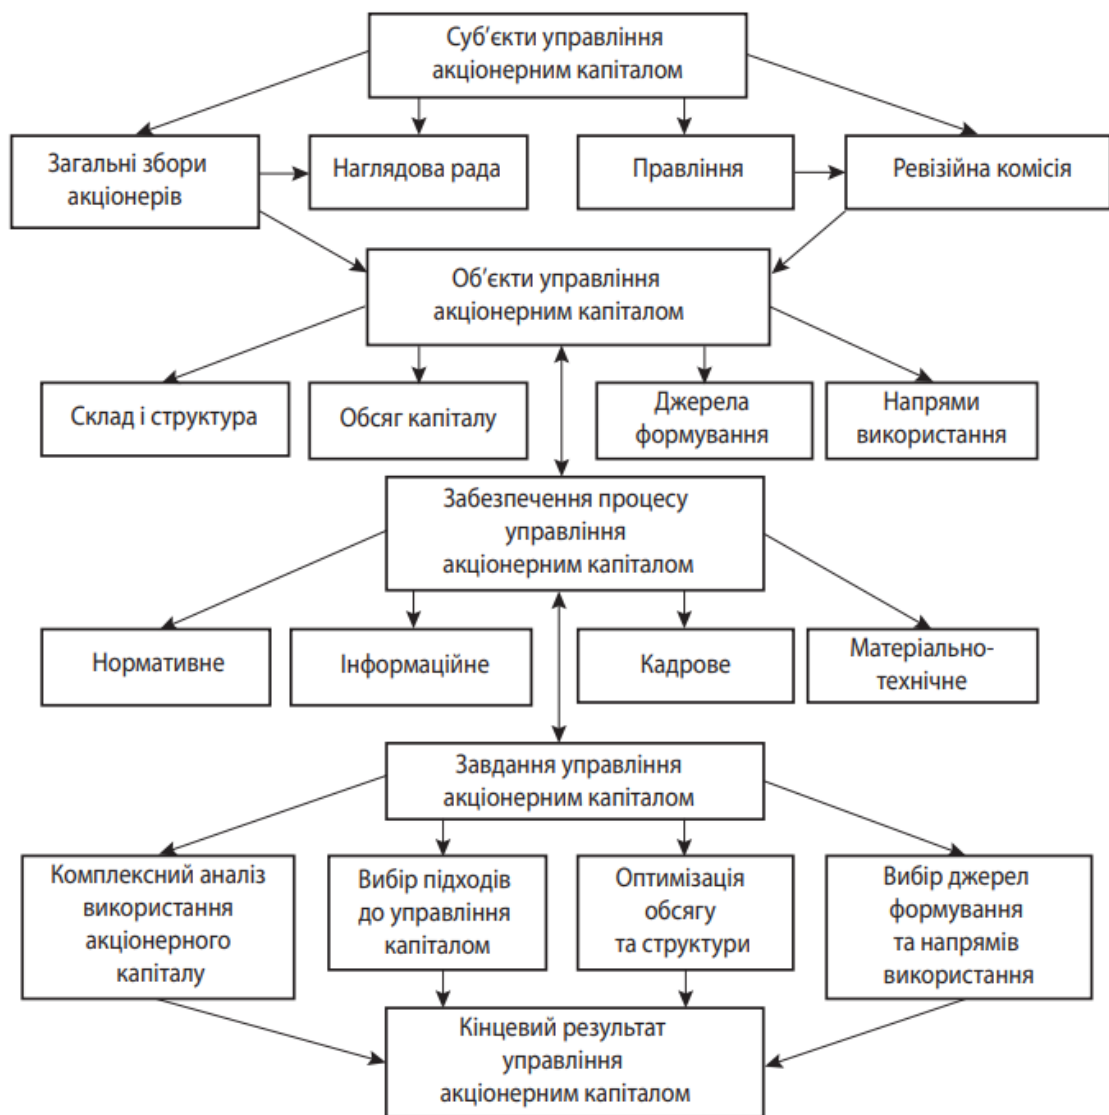 Суб’єкти управління
акціонерним капіталом
Загальні збори
акціонерів
Наглядова рада
Правління
Ревізійна комісія
Об’єкти управління
акціонерним капіталом
Склад і структура
Обсяг капіталу
Джерела
формування
Напрями
використання
Забезпечення процесу
управління
акціонерним капіталом
Нормативне
Інформаційне
Кадрове
Матеріально-
технічне
Завдання управління
акціонерним капіталом
Комплексний аналіз
використання
акціонерного
капіталу
Вибір підходів
до управління
капіталом
Оптимізація
обсягу
та структури
Вибір джерел
формування
та напрямів
використання
Кінцевий результат
управління
акціонерним капіталом